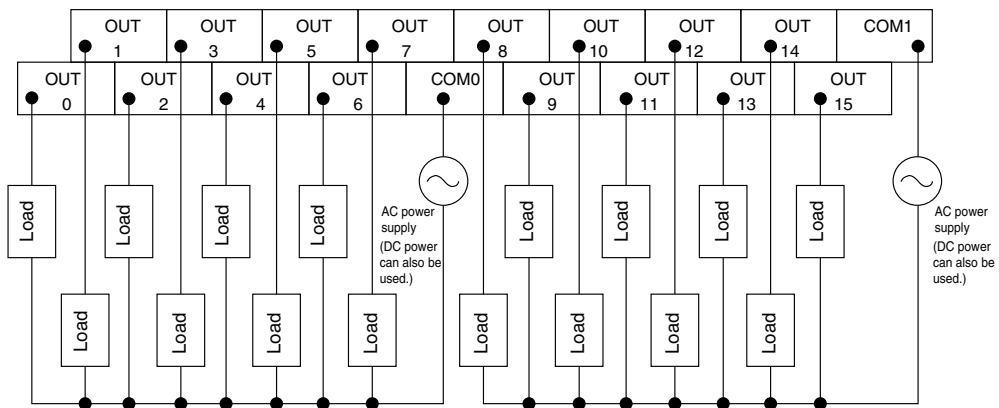 OUT 1 OUT 3 OUT 5 OUT 7 OUT 8 OUT 10 OUT 12 OUT 14 COM1
OUT 0 OUT 2 OUT 4 OUT 6 COM0 OUT 9 OUT 11 OUT 13 OUT 15
Load Load Load Load Load Load Load Load
AC power
supply
(DC power
can also be
used.)
AC power
supply
(DC power
can also be
used.)
Load Load Load Load Load Load Load Load